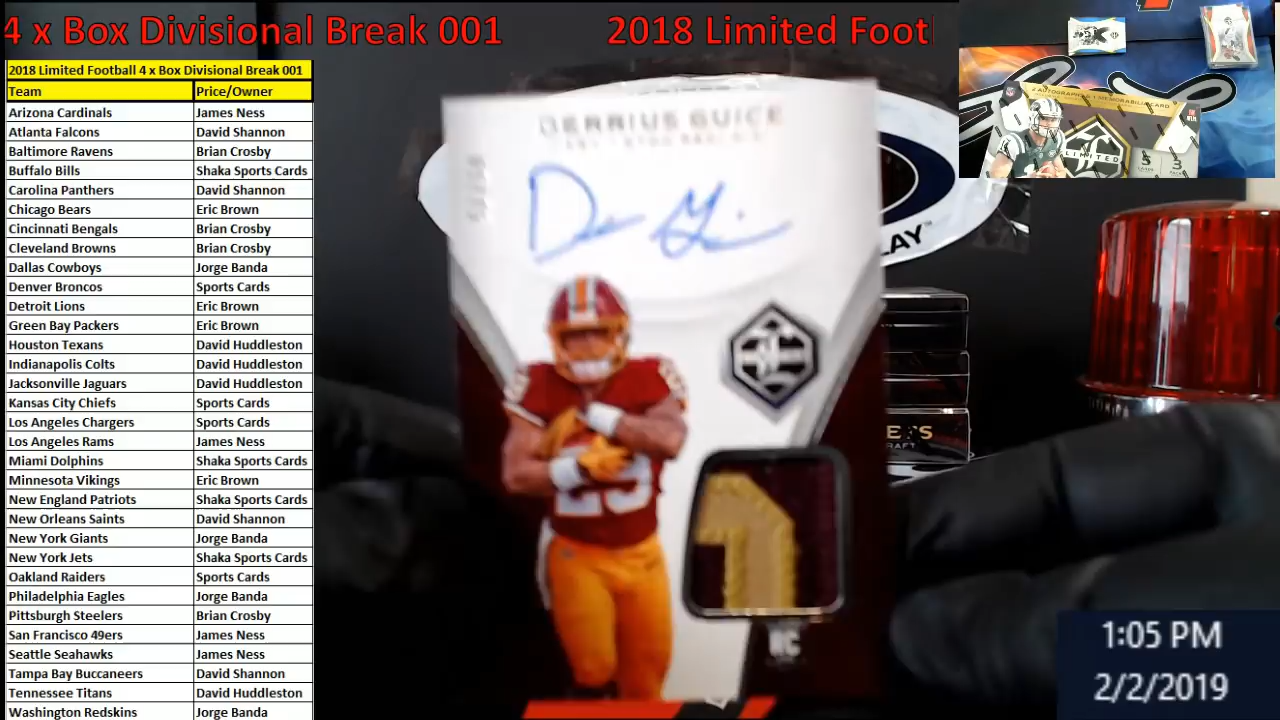 4 x Box Divisional Break 001 2018 Limited Footl
2018 Limited Football 4 x Box Divisional Break 001
Team Price/Owner
Arizona Cardinals James Ness
Atlanta Falcons David Shannon
Baltimore Ravens Brian Crosby
Buffalo Bills Shaka Sports Cards
Carolina Panthers David Shannon
Chicago Bears Eric Brown
Cincinnati Bengals Brian Crosby
Cleveland Browns Brian Crosby
Dallas Cowboys Jorge Banda
Denver Broncos Sports Cards
Detroit Lions Eric Brown
Green Bay Packers Eric Brown
Houston Texans David Huddleston
Indianapolis Colts David Huddleston
Jacksonville Jaguars David Huddleston
Kansas City Chiefs Sports Cards
Los Angeles Chargers Sports Cards
Los Angeles Rams James Ness
Miami Dolphins Shaka Sports Cards
Minnesota Vikings Eric Brown
New England Patriots Shaka Sports Cards
New Orleans Saints David Shannon
New York Giants Jorge Banda
New York Jets Shaka Sports Cards
Oakland Raiders Sports Cards
Philadelphia Eagles Jorge Banda
Pittsburgh Steelers Brian Crosby
San Francisco 49ers James Ness
Seattle Seahawks James Ness
Tampa Bay Buccaneers David Shannon
Tennessee Titans David Huddleston
Washington Redskins Jorge Banda
DERRIUS GUICE
29
RC
LAY
LIMITED
5
3
1:05 PM
2/2/2019